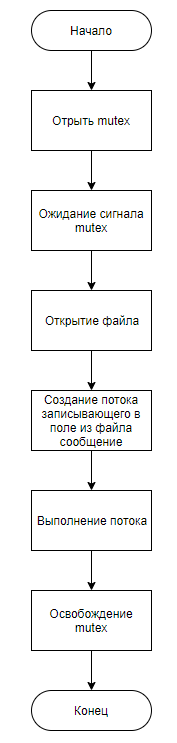 Начало
Отрыть mutex
Ожидание сигнала
mutex
Открытие файла
Создание потока
записывающего в
поле из файла
сообщение
Выполнение потока
Освобождение
mutex
Конец